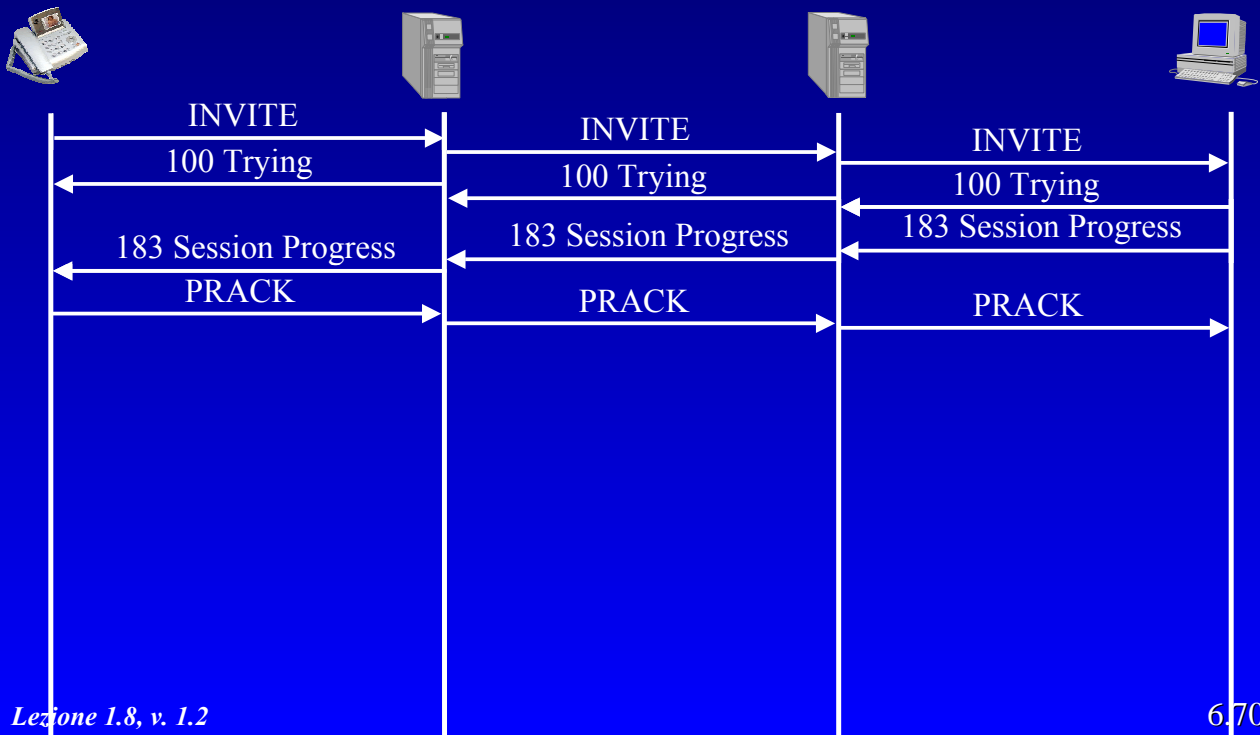 INVITE
INVITE
INVITE
100 Trying
100 Trying
100 Trying
183 Session Progress
183 Session Progress
183 Session Progress
PRACK
PRACK
PRACK
Lezione 1.8, v. 1.2
6.70